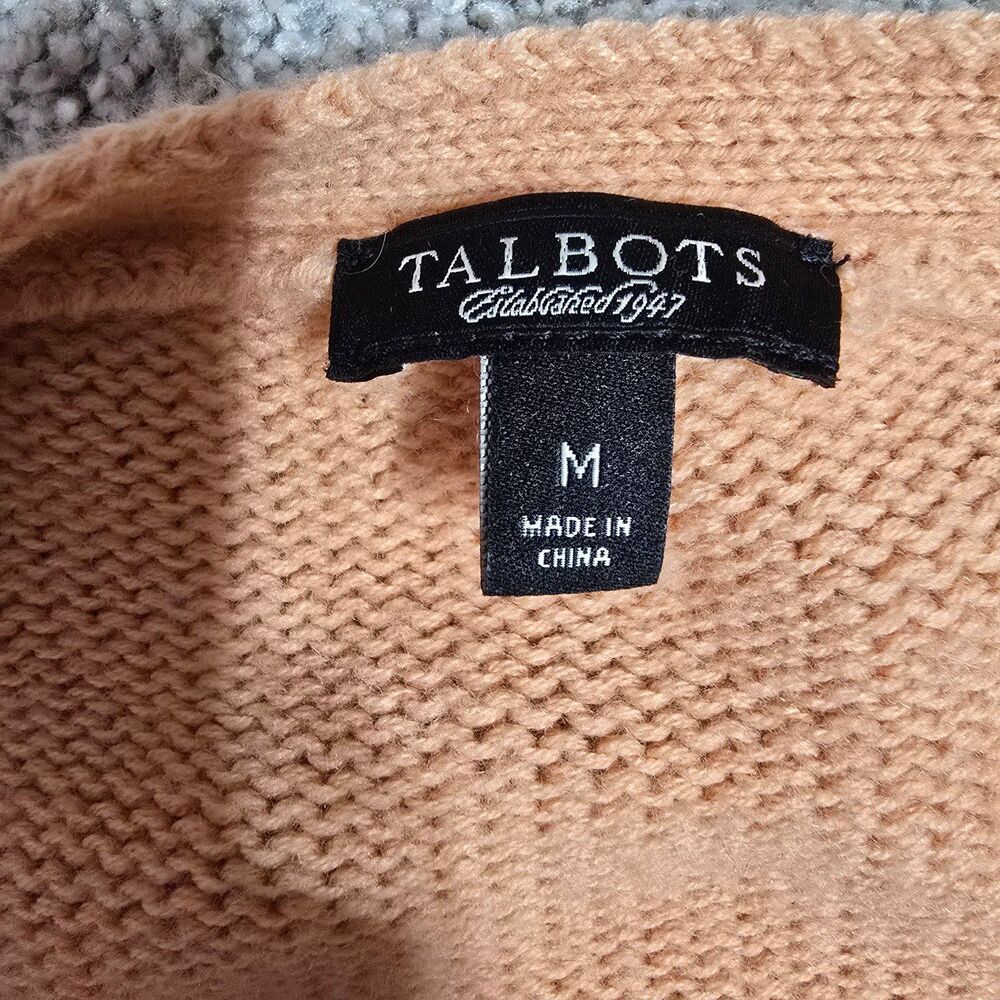 TALBOTS
Established 1947
M
MADE IN
CHINA